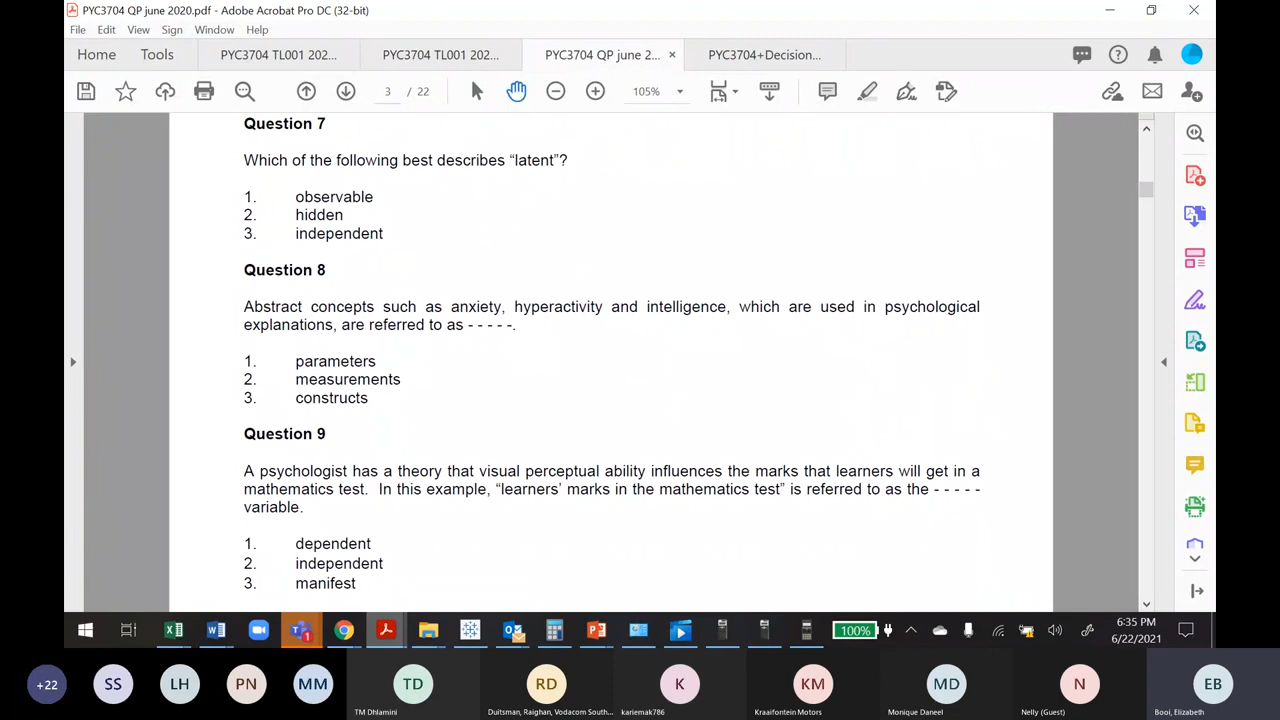 PYC3704 QP june 2020.pdf - Adobe Acrobat Pro DC (32-bit)
File Edit View Sign Window Help
Home Tools PYC3704 TL001 202... PYC3704 TL001 202... PYC3704 QP june 2... × PYC3704+Decision...
3 / 22 105%
Question 7
Which of the following best describes “latent”?
1. observable
2. hidden
3. independent
Question 8
Abstract concepts such as anxiety, hyperactivity and intelligence, which are used in psychological
explanations, are referred to as - - - - -.
1. parameters
2. measurements
3. constructs
Question 9
A psychologist has a theory that visual perceptual ability influences the marks that learners will get in a
mathematics test. In this example, “learners’ marks in the mathematics test” is referred to as the - - - - -
variable.
1. dependent
2. independent
3. manifest
100%
6:35 PM
6/22/2021
+22 SS LH PN MM TD RD K KM MD N EB
TM Dhlamini Duitsman, Raighan, Vodacom South... kariemak786 Kraaifontein Motors Monique Daneel Nelly (Guest) Booi, Elizabeth